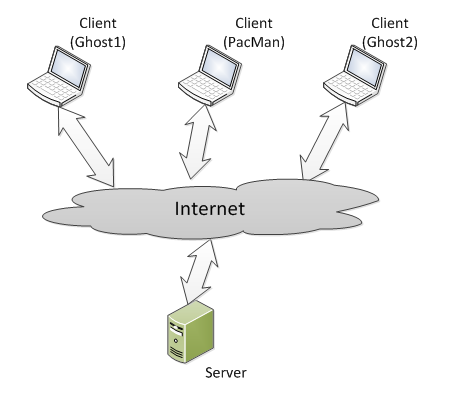 Client
(Ghost1)
Client
(PacMan)
Client
(Ghost2)
Internet
Server